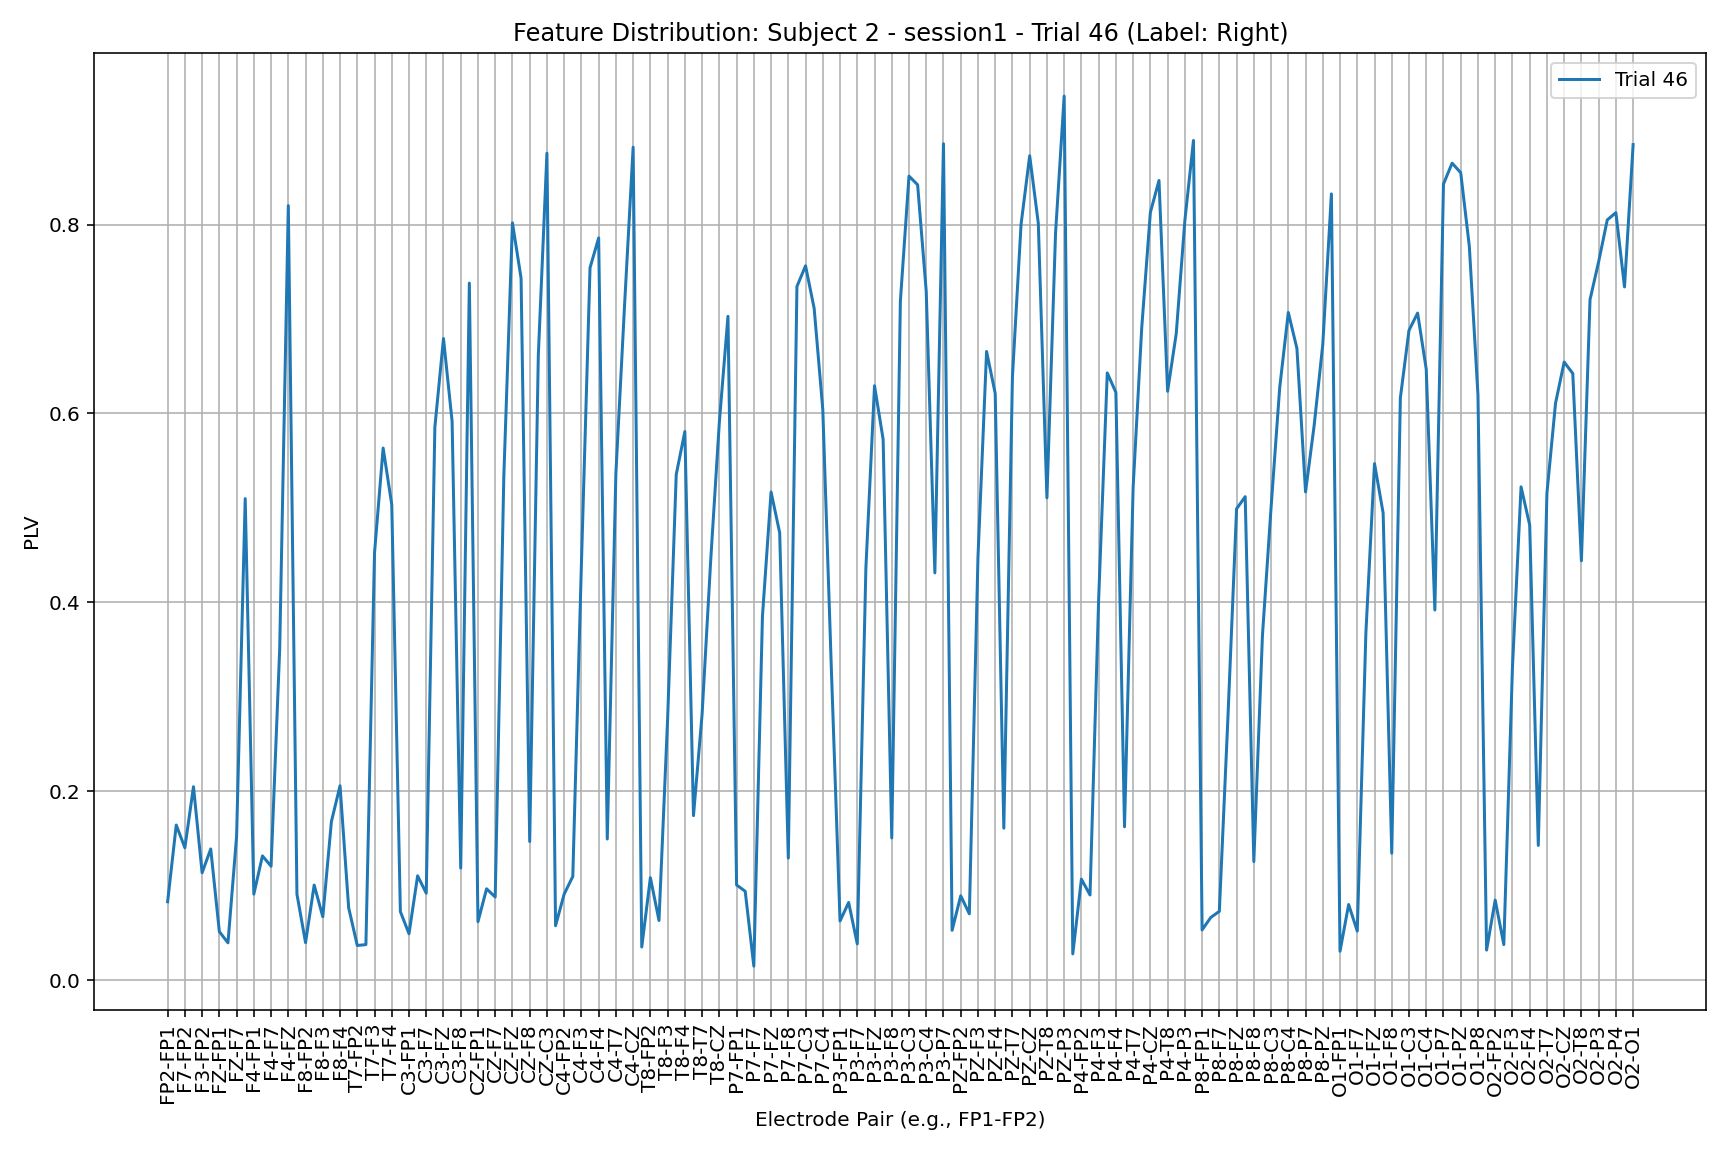 Feature Distribution: Subject 2 - session1 - Trial 46 (Label: Right)
Trial 46
PLV
0.8
0.6
0.4
0.2
0.0
FP2-FP1
F7-FP2
F3-FP2
FZ-FP1
FZ-F7
F4-FP1
F4-F7
F4-FZ
F8-FP2
F8-F3
F8-F4
T7-FP2
T7-F3
T7-F4
C3-FP1
C3-F7
C3-FZ
C3-F8
CZ-FP1
CZ-F7
CZ-FZ
CZ-F8
CZ-C3
C4-FP2
C4-F3
C4-F4
C4-T7
C4-CZ
T8-FP2
T8-F3
T8-F4
T8-T7
T8-CZ
P7-FP1
P7-F7
P7-FZ
P7-F8
P7-C3
P7-C4
P3-FP1
P3-F7
P3-FZ
P3-F8
P3-C3
P3-C4
P3-P7
PZ-FP2
PZ-F3
PZ-F4
PZ-T7
PZ-CZ
PZ-T8
PZ-P3
P4-FP2
P4-F3
P4-F4
P4-T7
P4-CZ
P4-T8
P4-P3
P8-FP1
P8-F7
P8-FZ
P8-F8
P8-C3
P8-C4
P8-P7
P8-PZ
O1-FP1
O1-F7
O1-FZ
O1-F8
O1-C3
O1-C4
O1-P7
O1-PZ
O1-P8
O2-FP2
O2-F3
O2-F4
O2-T7
O2-CZ
O2-T8
O2-P3
O2-P4
O2-O1
Electrode Pair (e.g., FP1-FP2)